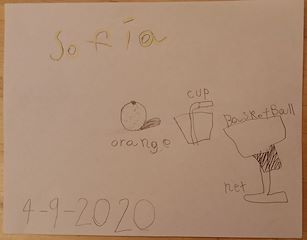 Sofia
cup
orange
BasketBall
net
4-9-2020